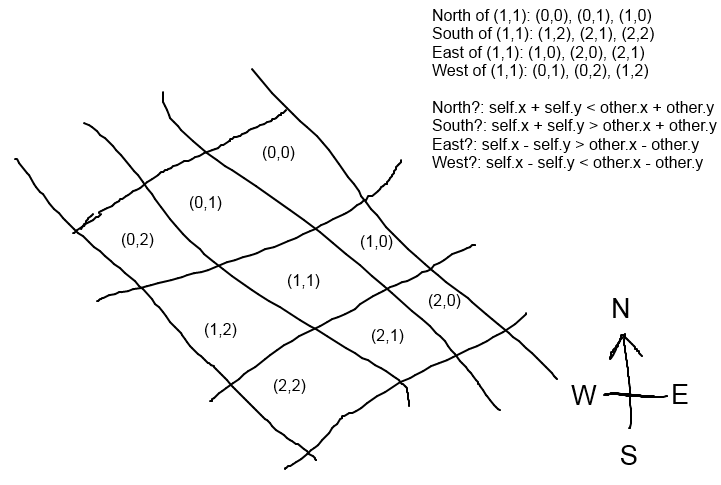 North of (1,1): (0,0), (0,1), (1,0)
South of (1,1): (1,2), (2,1), (2,2)
East of (1,1): (1,0), (2,0), (2,1)
West of (1,1): (0,1), (0,2), (1,2)
North?: self.x + self.y < other.x + other.y
South?: self.x + self.y > other.x + other.y
East?: self.x - self.y > other.x - other.y
West?: self.x - self.y < other.x - other.y
(0,0)
(0,1)
(0,2)
(1,0)
(1,1)
(2,0)
(1,2)
(2,1)
(2,2)
N
W E
S